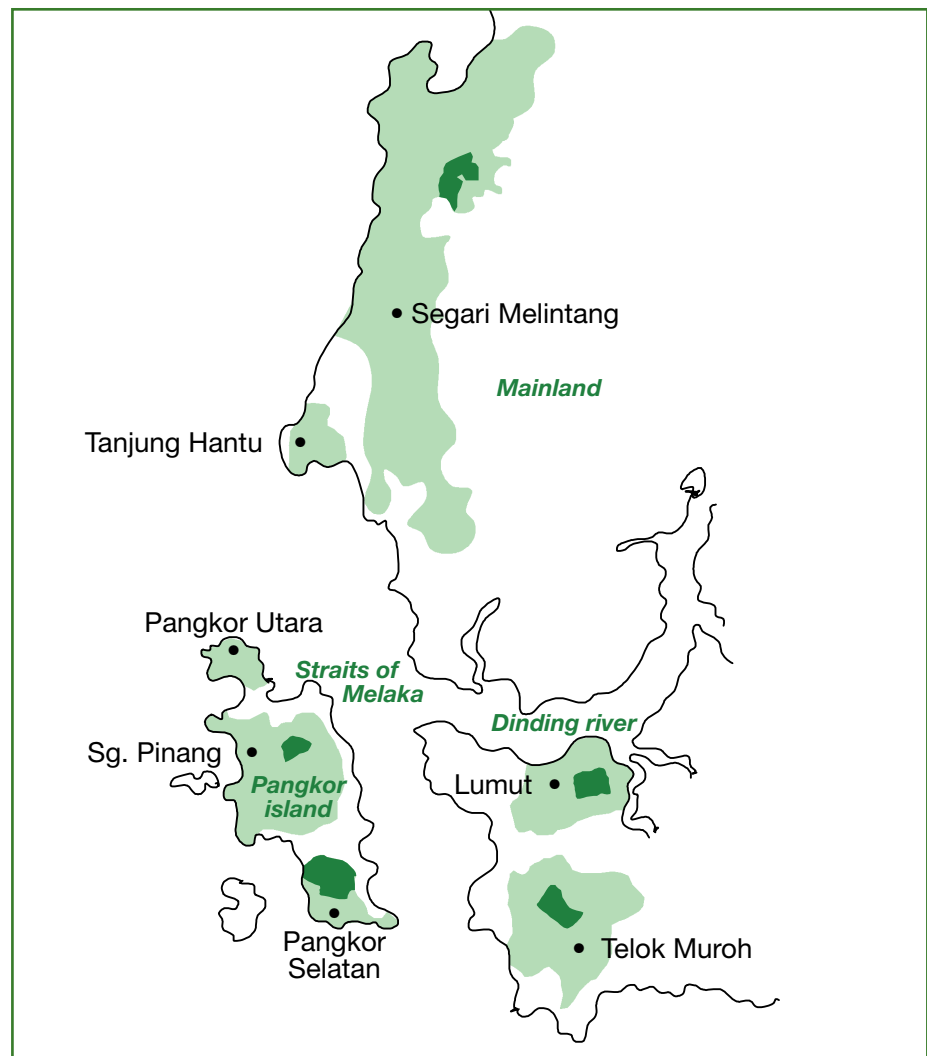 Segari Melintang
Mainland
Tanjung Hantu
Pangkor Utara
Straits of
Melaka
Dinding river
Sg. Pinang
Pangkor
island
Lumut
Pangkor
Selatan
Telok Muroh